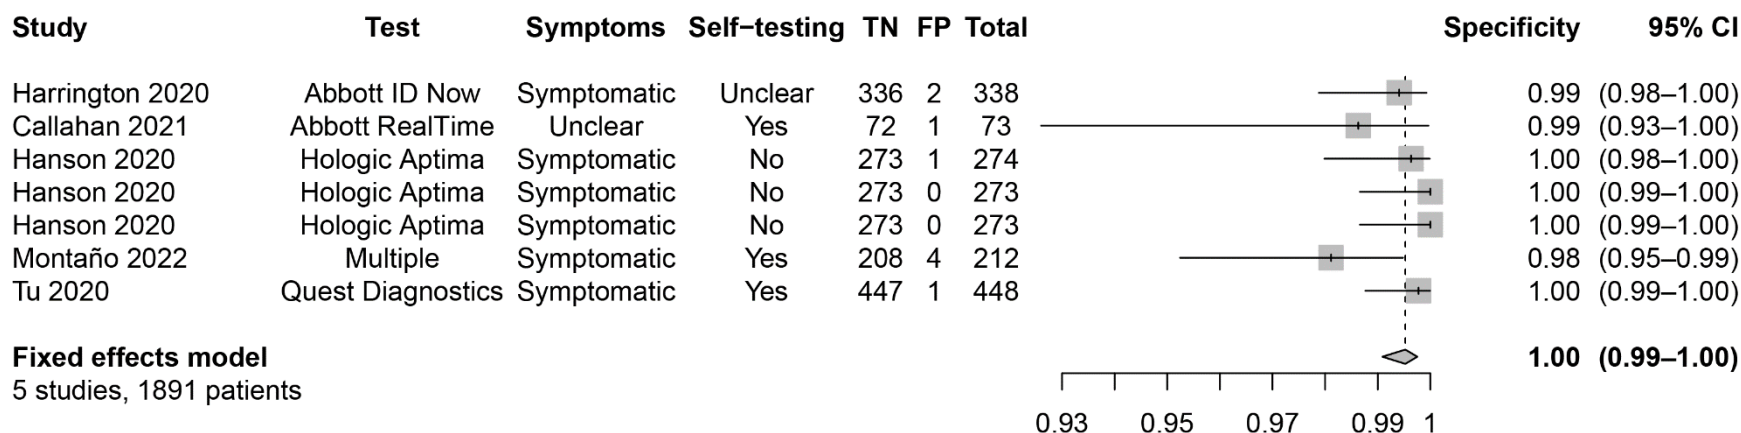 Study Test Symptoms Self−testing TN FP Total Specificity 95% CI
Harrington 2020 Abbott ID Now Symptomatic Unclear 336 2 338 0.99 (0.98–1.00)
Callahan 2021 Abbott RealTime Unclear Yes 72 1 73 0.99 (0.93–1.00)
Hanson 2020 Hologic Aptima Symptomatic No 273 1 274 1.00 (0.98–1.00)
Hanson 2020 Hologic Aptima Symptomatic No 273 0 273 1.00 (0.99–1.00)
Hanson 2020 Hologic Aptima Symptomatic No 273 0 273 1.00 (0.99–1.00)
Montaño 2022 Multiple Symptomatic Yes 208 4 212 0.98 (0.95–0.99)
Tu 2020 Quest Diagnostics Symptomatic Yes 447 1 448 1.00 (0.99–1.00)
Fixed effects model 1.00 (0.99–1.00)
5 studies, 1891 patients
0.93 0.95 0.97 0.99 1